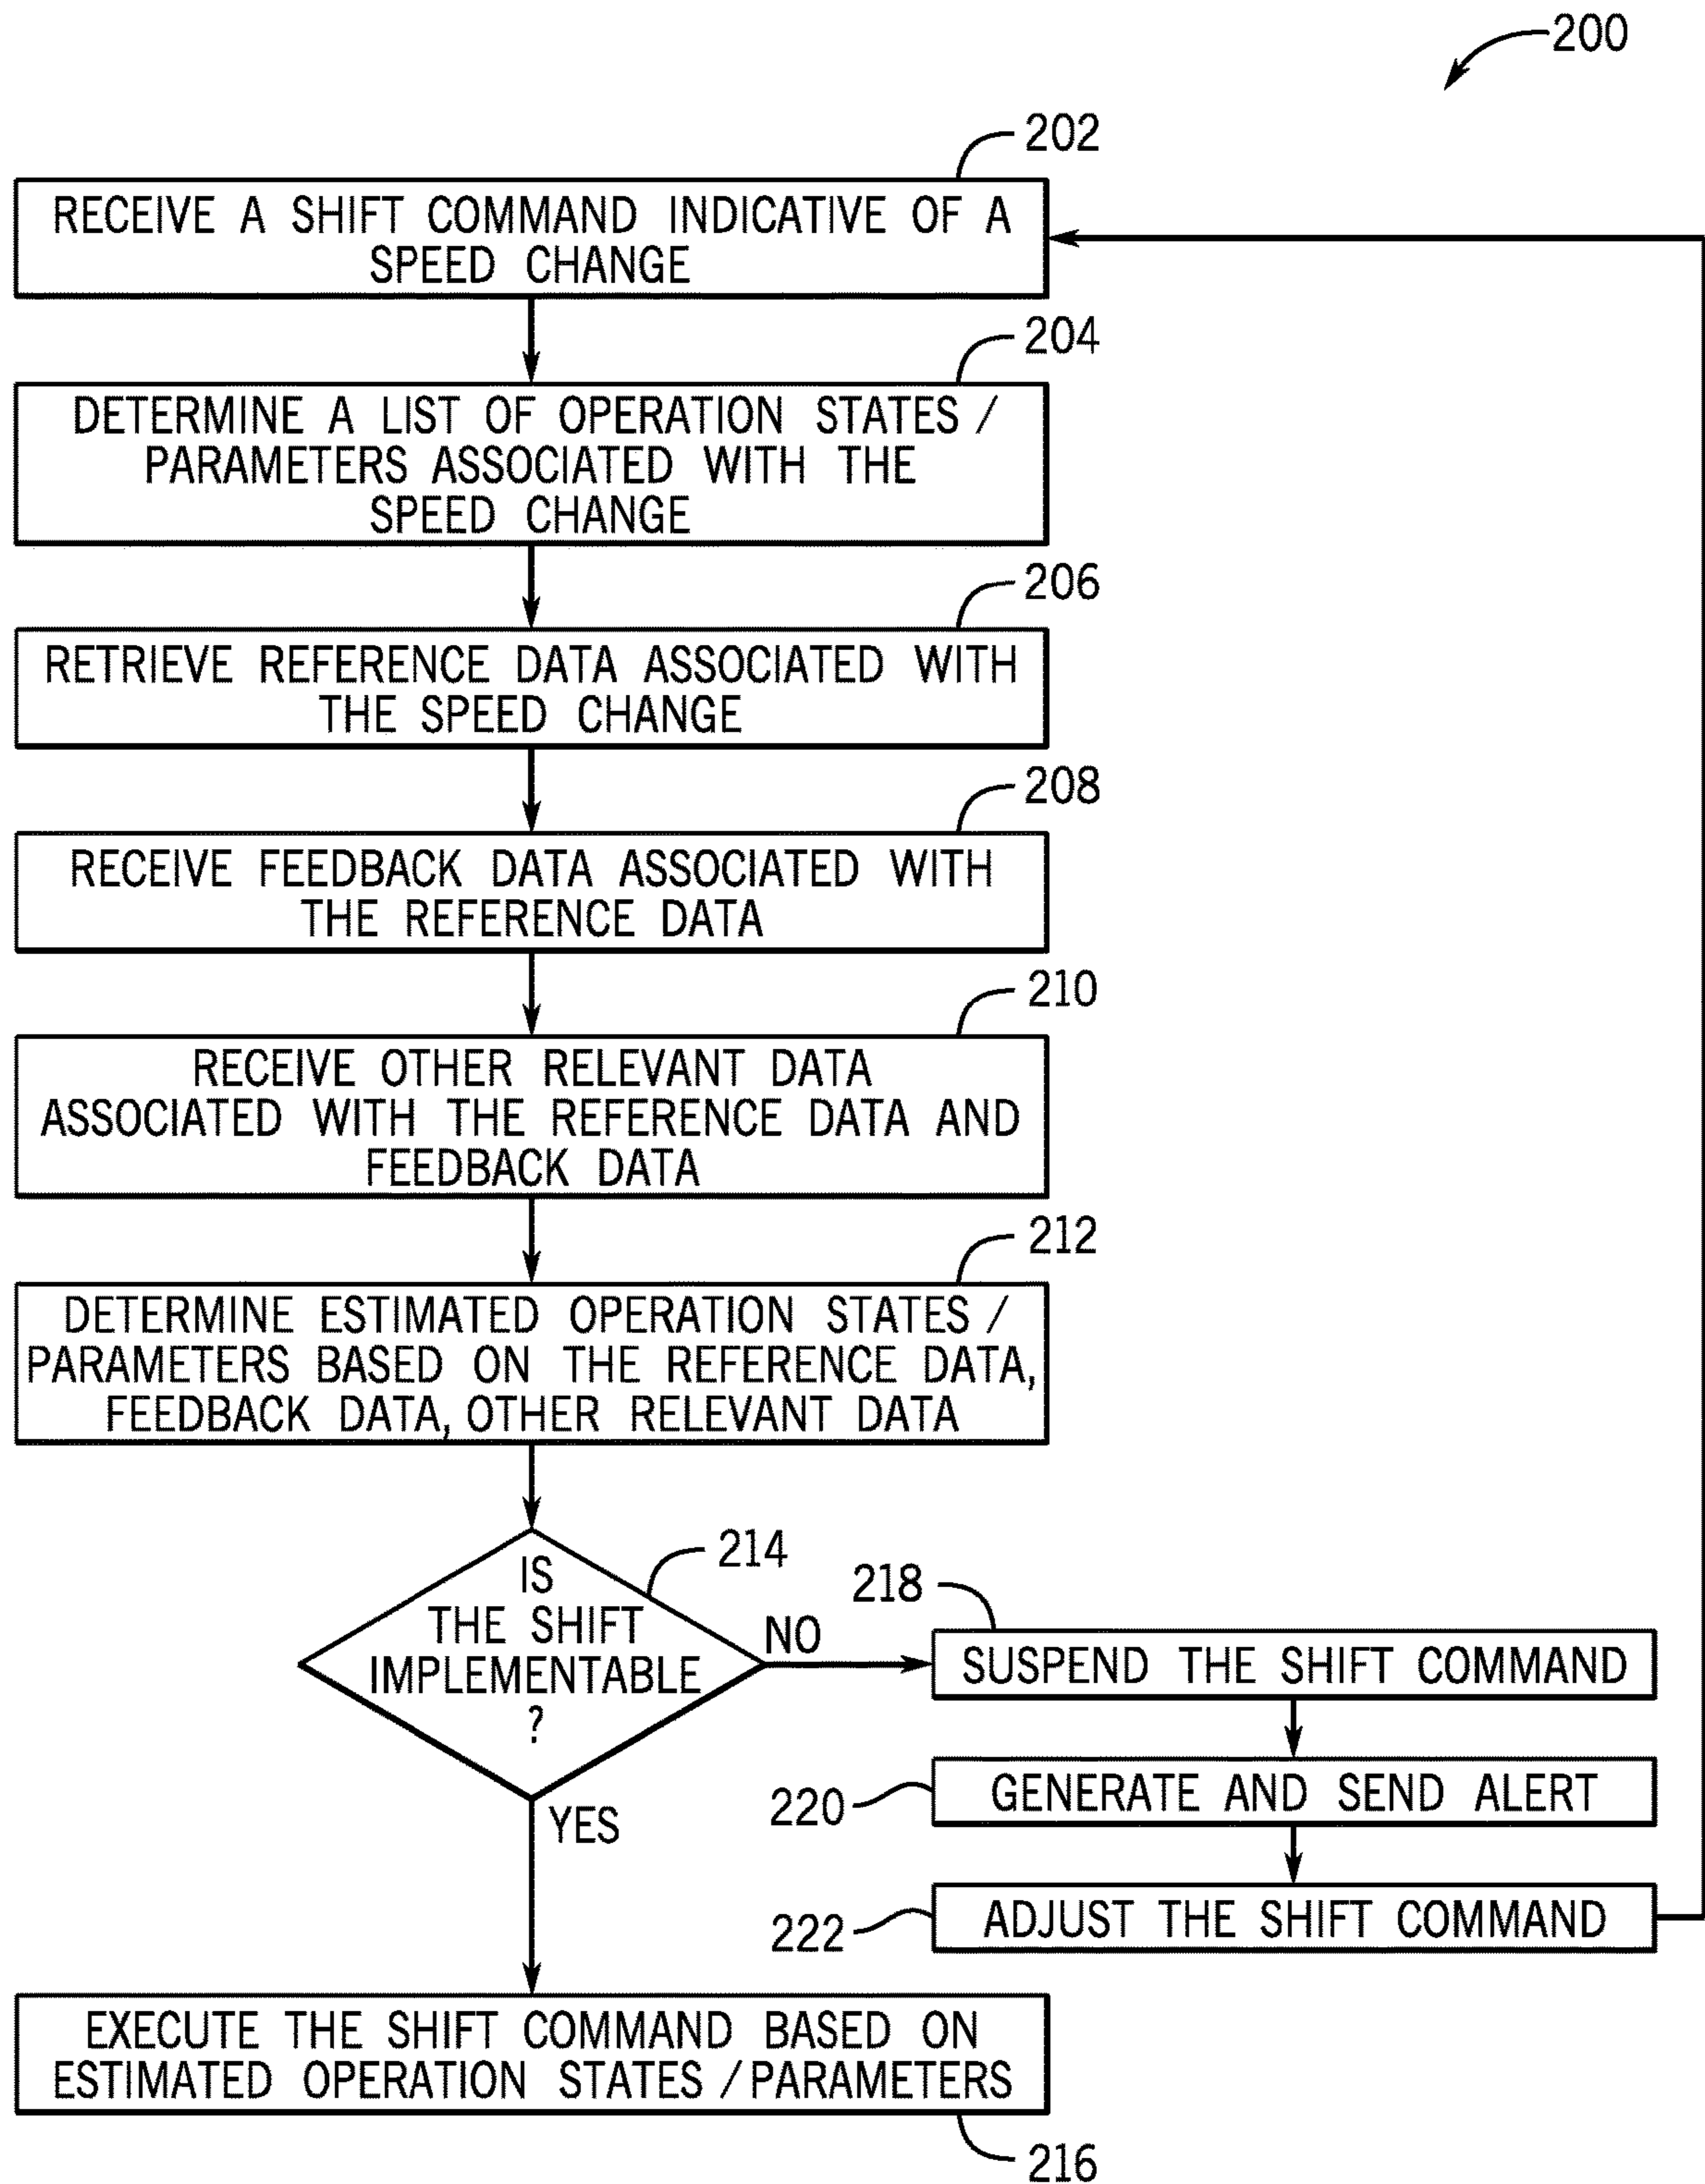 200
202
RECEIVE A SHIFT COMMAND INDICATIVE OF A
SPEED CHANGE
204
DETERMINE A LIST OF OPERATION STATES /
PARAMETERS ASSOCIATED WITH THE
SPEED CHANGE
206
RETRIEVE REFERENCE DATA ASSOCIATED WITH
THE SPEED CHANGE
208
RECEIVE FEEDBACK DATA ASSOCIATED WITH
THE REFERENCE DATA
210
RECEIVE OTHER RELEVANT DATA
ASSOCIATED WITH THE REFERENCE DATA AND
FEEDBACK DATA
212
DETERMINE ESTIMATED OPERATION STATES /
PARAMETERS BASED ON THE REFERENCE DATA,
FEEDBACK DATA, OTHER RELEVANT DATA
214
IS
THE SHIFT
IMPLEMENTABLE
?
NO
218
SUSPEND THE SHIFT COMMAND
220
GENERATE AND SEND ALERT
YES
222
ADJUST THE SHIFT COMMAND
EXECUTE THE SHIFT COMMAND BASED ON
ESTIMATED OPERATION STATES / PARAMETERS
216